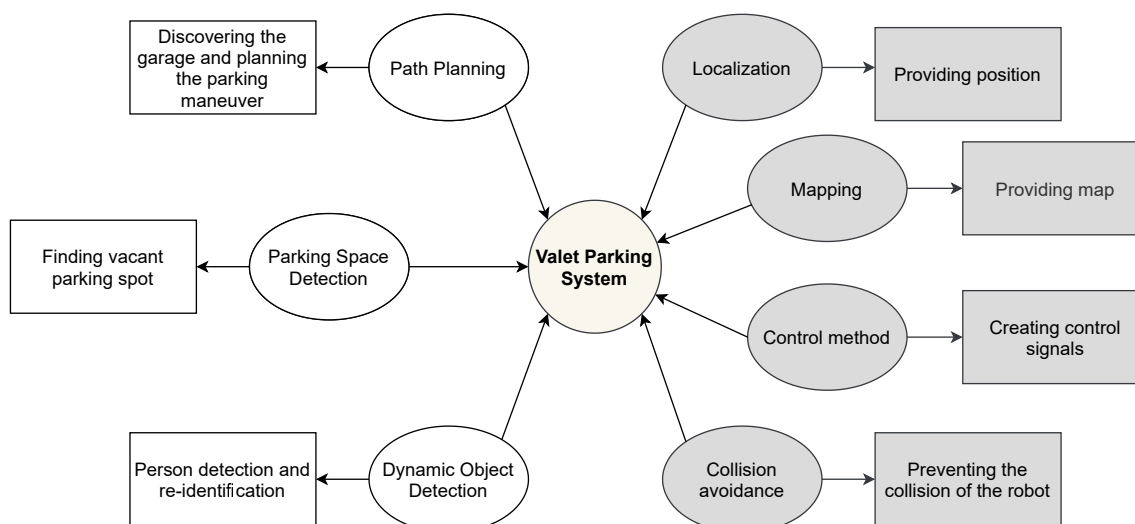 Discovering the
garage and planning
the parking
maneuver
Path Planning
Localization
Providing position
Mapping
Providing map
Finding vacant
parking spot
Parking Space
Detection
Valet Parking
System
Control method
Creating control
signals
Person detection and
re-identification
Dynamic Object
Detection
Collision
avoidance
Preventing the
collision of the robot